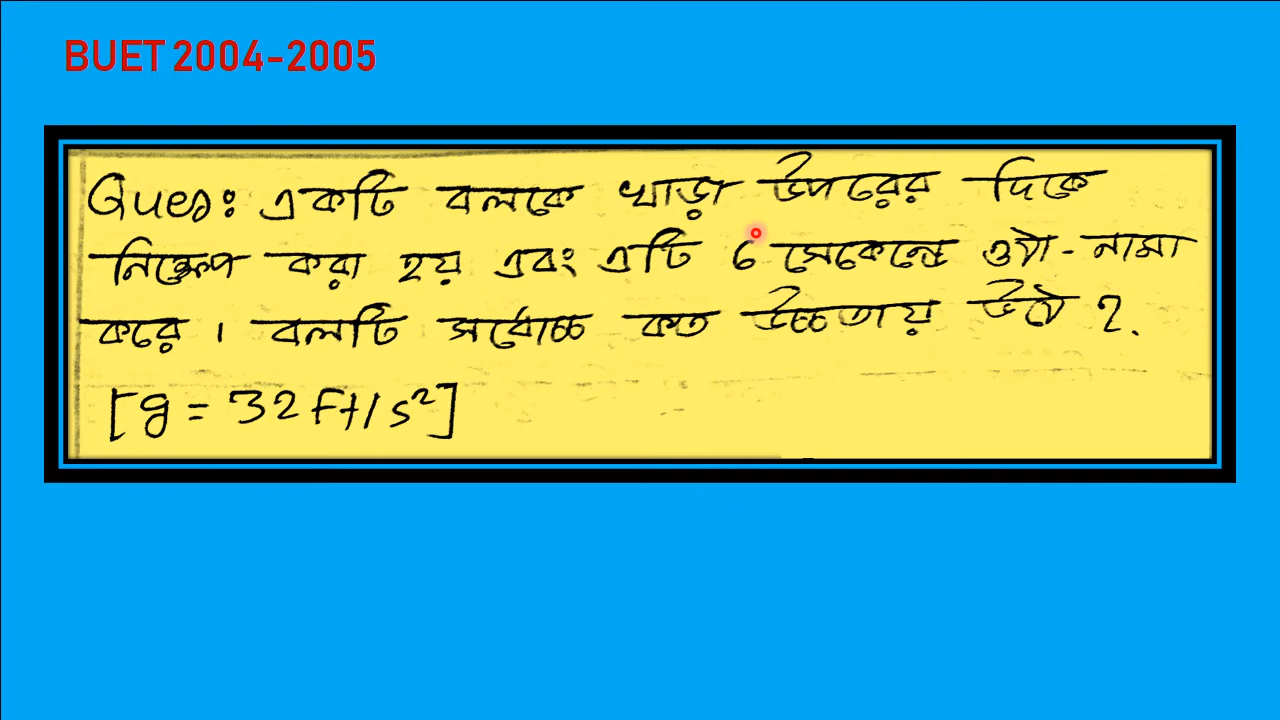 BUET 2004-2005
Ques: একটি বলকে খাড়া উপরের দিকে
নিক্ষেপ করা হয় এবং এটি ৬ সেকেন্ডে ওঠা-নামা
করে। বলটি সর্বোচ্চ কত উচ্চতায় উঠে ?
[g = 32 ft/s²]